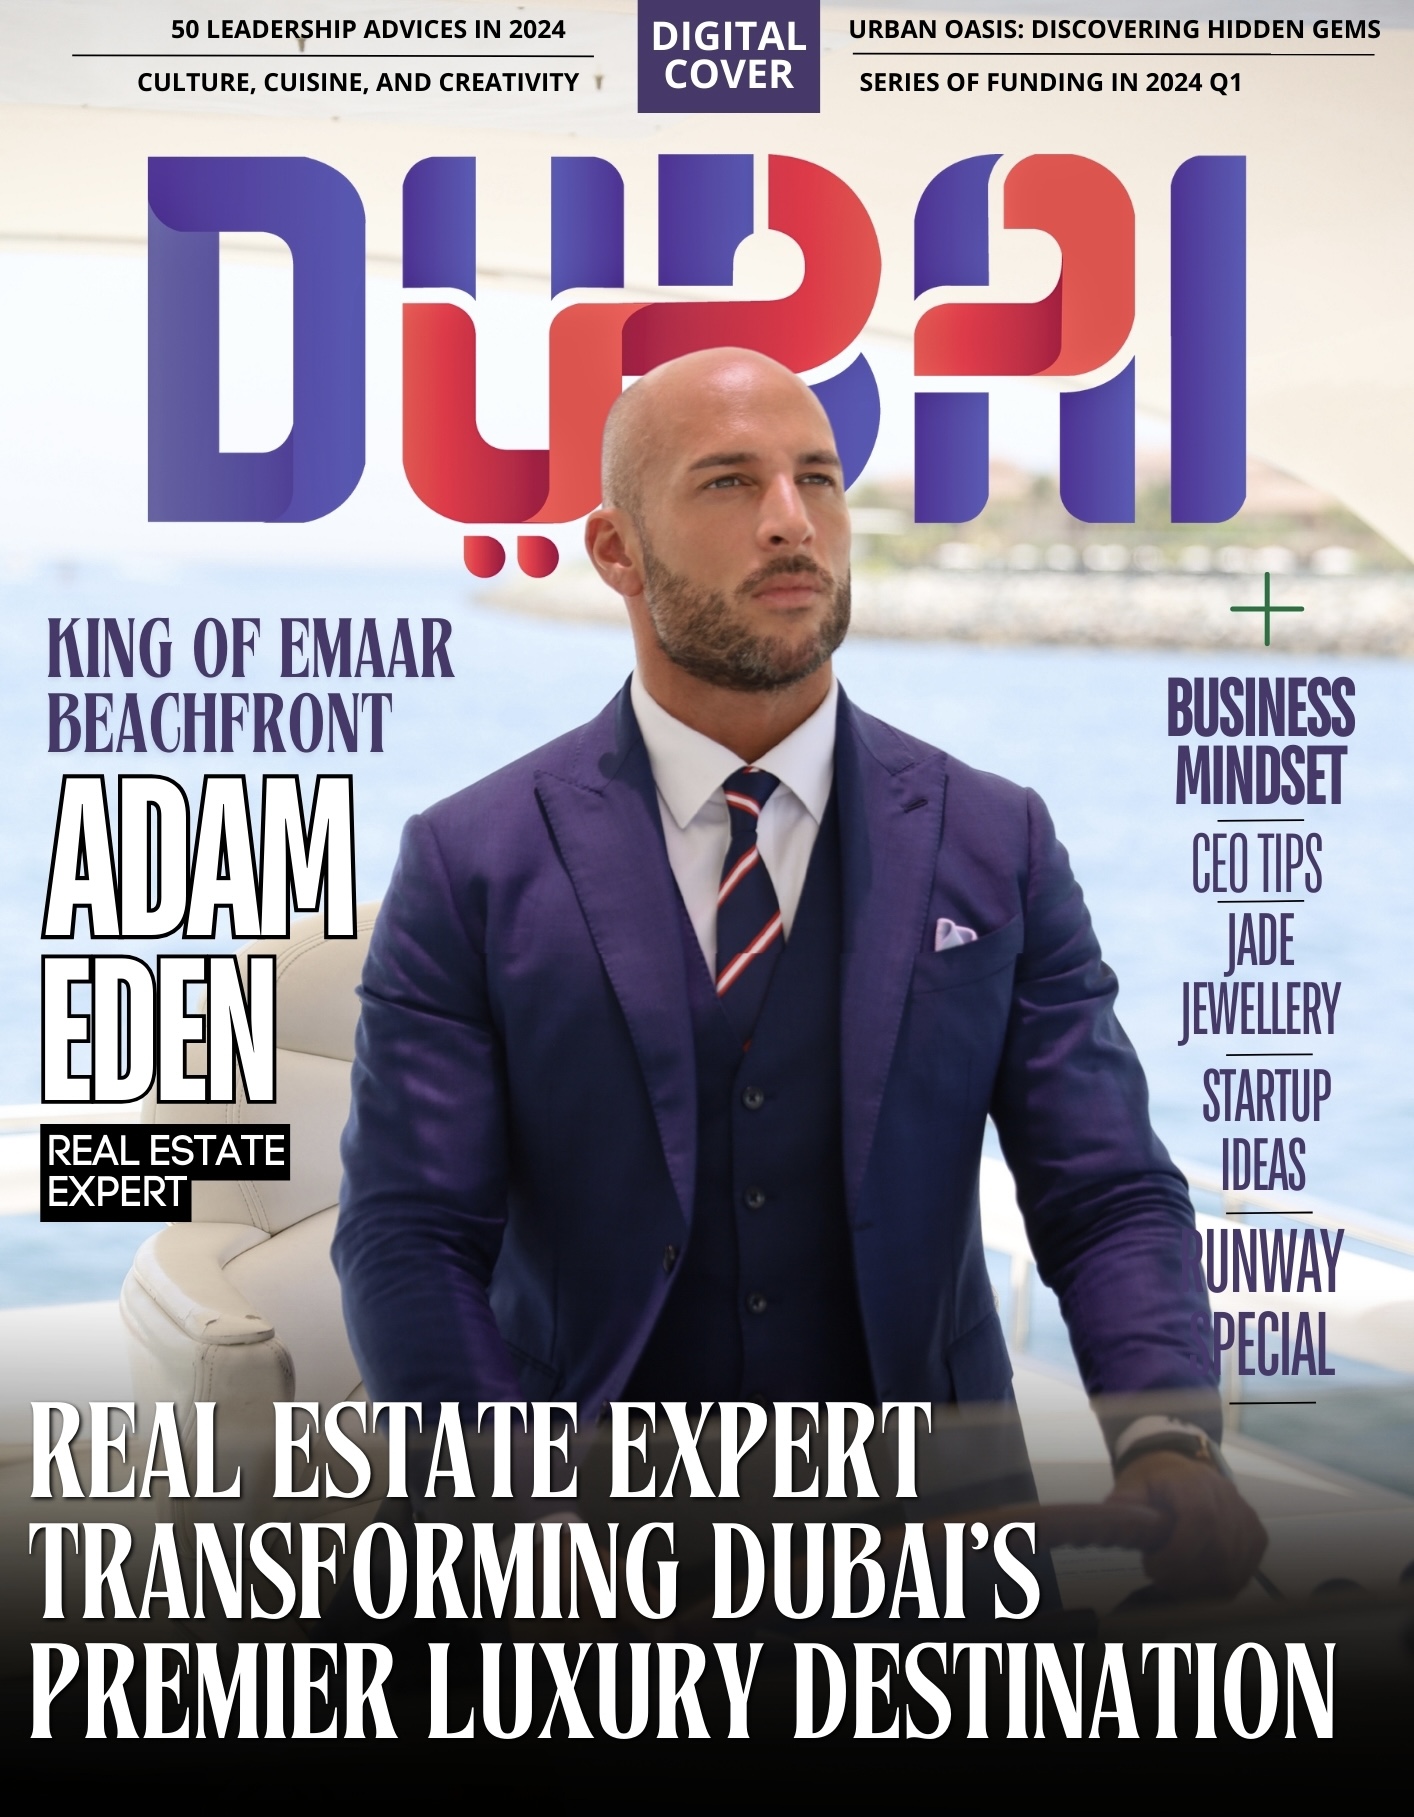 50 LEADERSHIP ADVICES IN 2024
CULTURE, CUISINE, AND CREATIVITY
DIGITAL
COVER
URBAN OASIS: DISCOVERING HIDDEN GEMS
SERIES OF FUNDING IN 2024 Q1
DUBAI
KING OF EMAAR
BEACHFRONT
ADAM
EDEN
REAL ESTATE
EXPERT
BUSINESS
MINDSET
CEO TIPS
JADE
JEWELLERY
STARTUP
IDEAS
RUNWAY
SPECIAL
REAL ESTATE EXPERT
TRANSFORMING DUBAI’S
PREMIER LUXURY DESTINATION